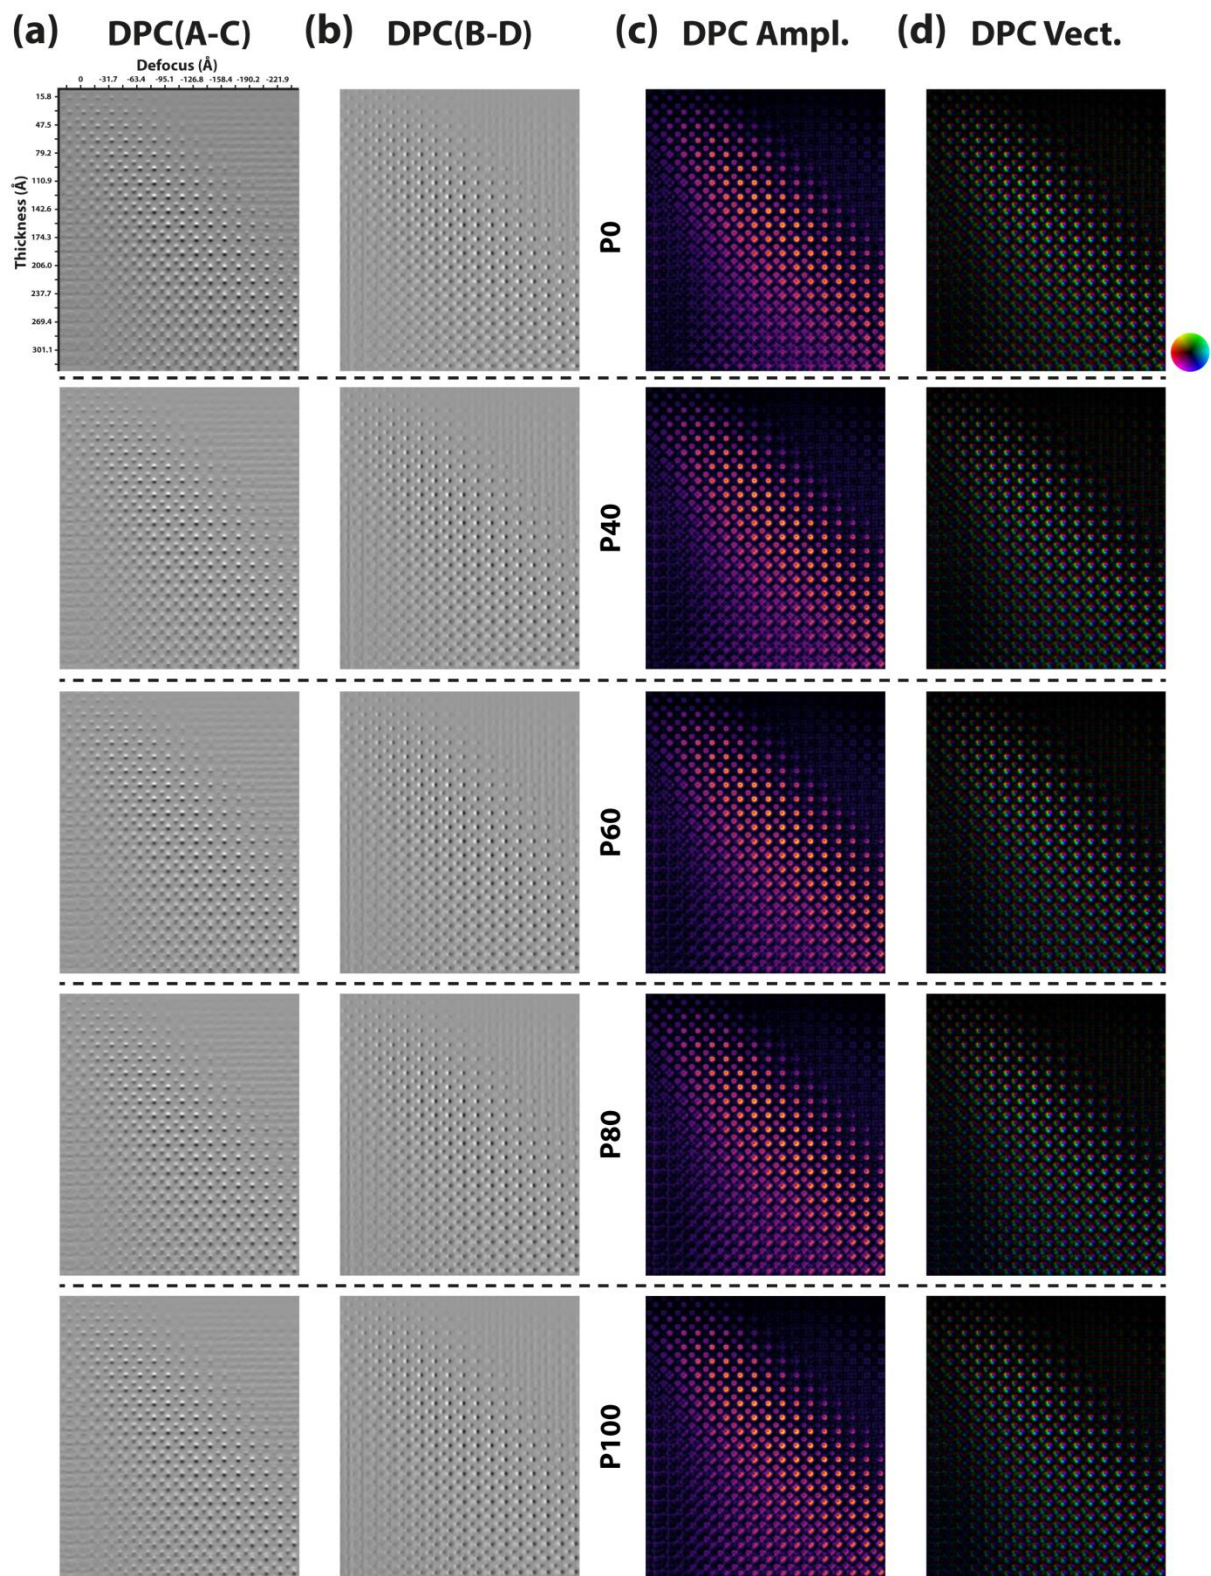 (a) DPC(A-C) (b) DPC(B-D) (c) DPC Ampl. (d) DPC Vect.
Defocus (Å)
0 -31.7 -63.4 -95.1 -126.8 -158.4 -190.2 -221.9
Thickness (Å)
15.8
47.5
79.2
110.9
142.6
174.3
206.0
237.7
269.4
301.1
P0
P40
P60
P80
P100